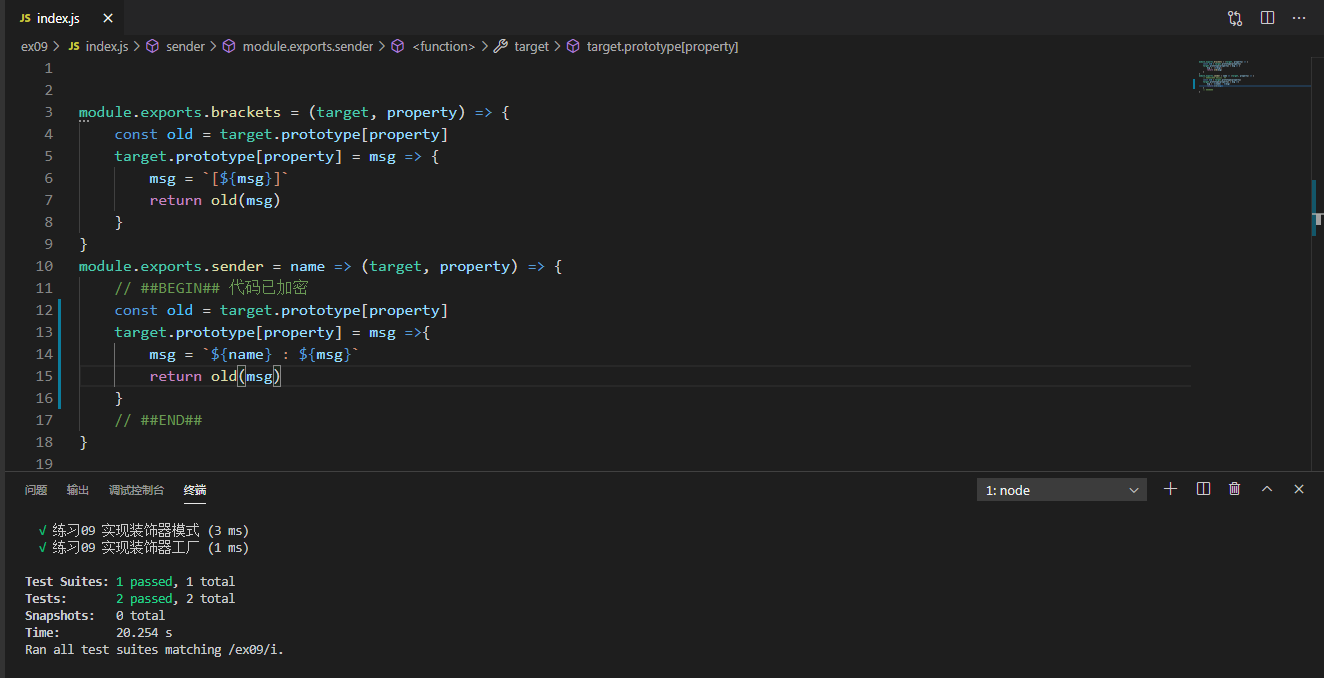 JS index.js ×
ex09 > JS index.js > sender > module.exports.sender > <function> > target > target.prototype[property]
1
2
3 module.exports.brackets = (target, property) => {
4 const old = target.prototype[property]
5 target.prototype[property] = msg => {
6 msg = `[${msg}]`
7 return old(msg)
8 }
9 }
10 module.exports.sender = name => (target, property) => {
11 // ##BEGIN## 代码已加密
12 const old = target.prototype[property]
13 target.prototype[property] = msg =>{
14 msg = `${name} : ${msg}`
15 return old(msg)
16 }
17 // ##END##
18 }
19
问题 输出 调试控制台 终端 1: node
√ 练习09 实现装饰器模式 (3 ms)
√ 练习09 实现装饰器工厂 (1 ms)
Test Suites: 1 passed, 1 total
Tests: 2 passed, 2 total
Snapshots: 0 total
Time: 20.254 s
Ran all test suites matching /ex09/i.